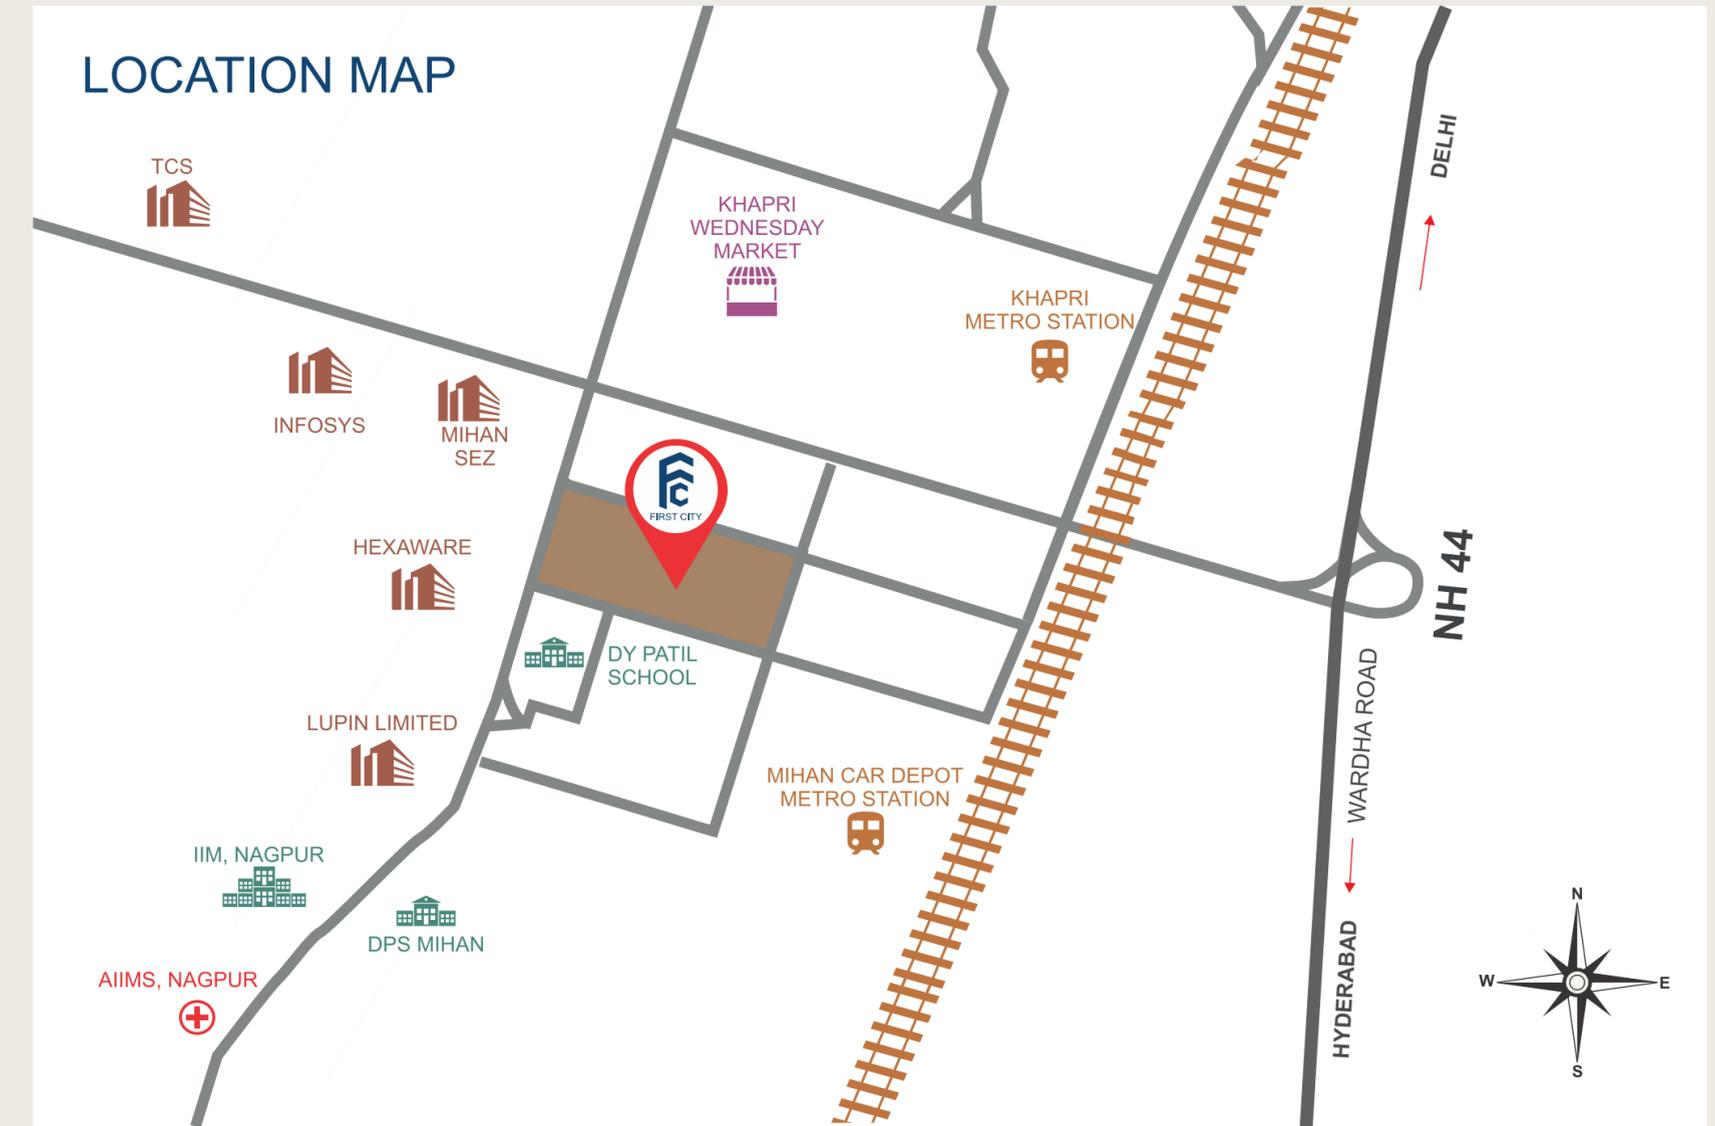 LOCATION MAP
TCS
KHAPRI
WEDNESDAY
MARKET
KHAPRI
METRO STATION
DELHI
INFOSYS
MIHAN
SEZ
FIRST CITY
HEXAWARE
NH 44
DY PATIL
SCHOOL
WARDHA ROAD
LUPIN LIMITED
MIHAN CAR DEPOT
METRO STATION
IIM, NAGPUR
DPS MIHAN
AIIMS, NAGPUR
HYDERABAD
N
W
E
S